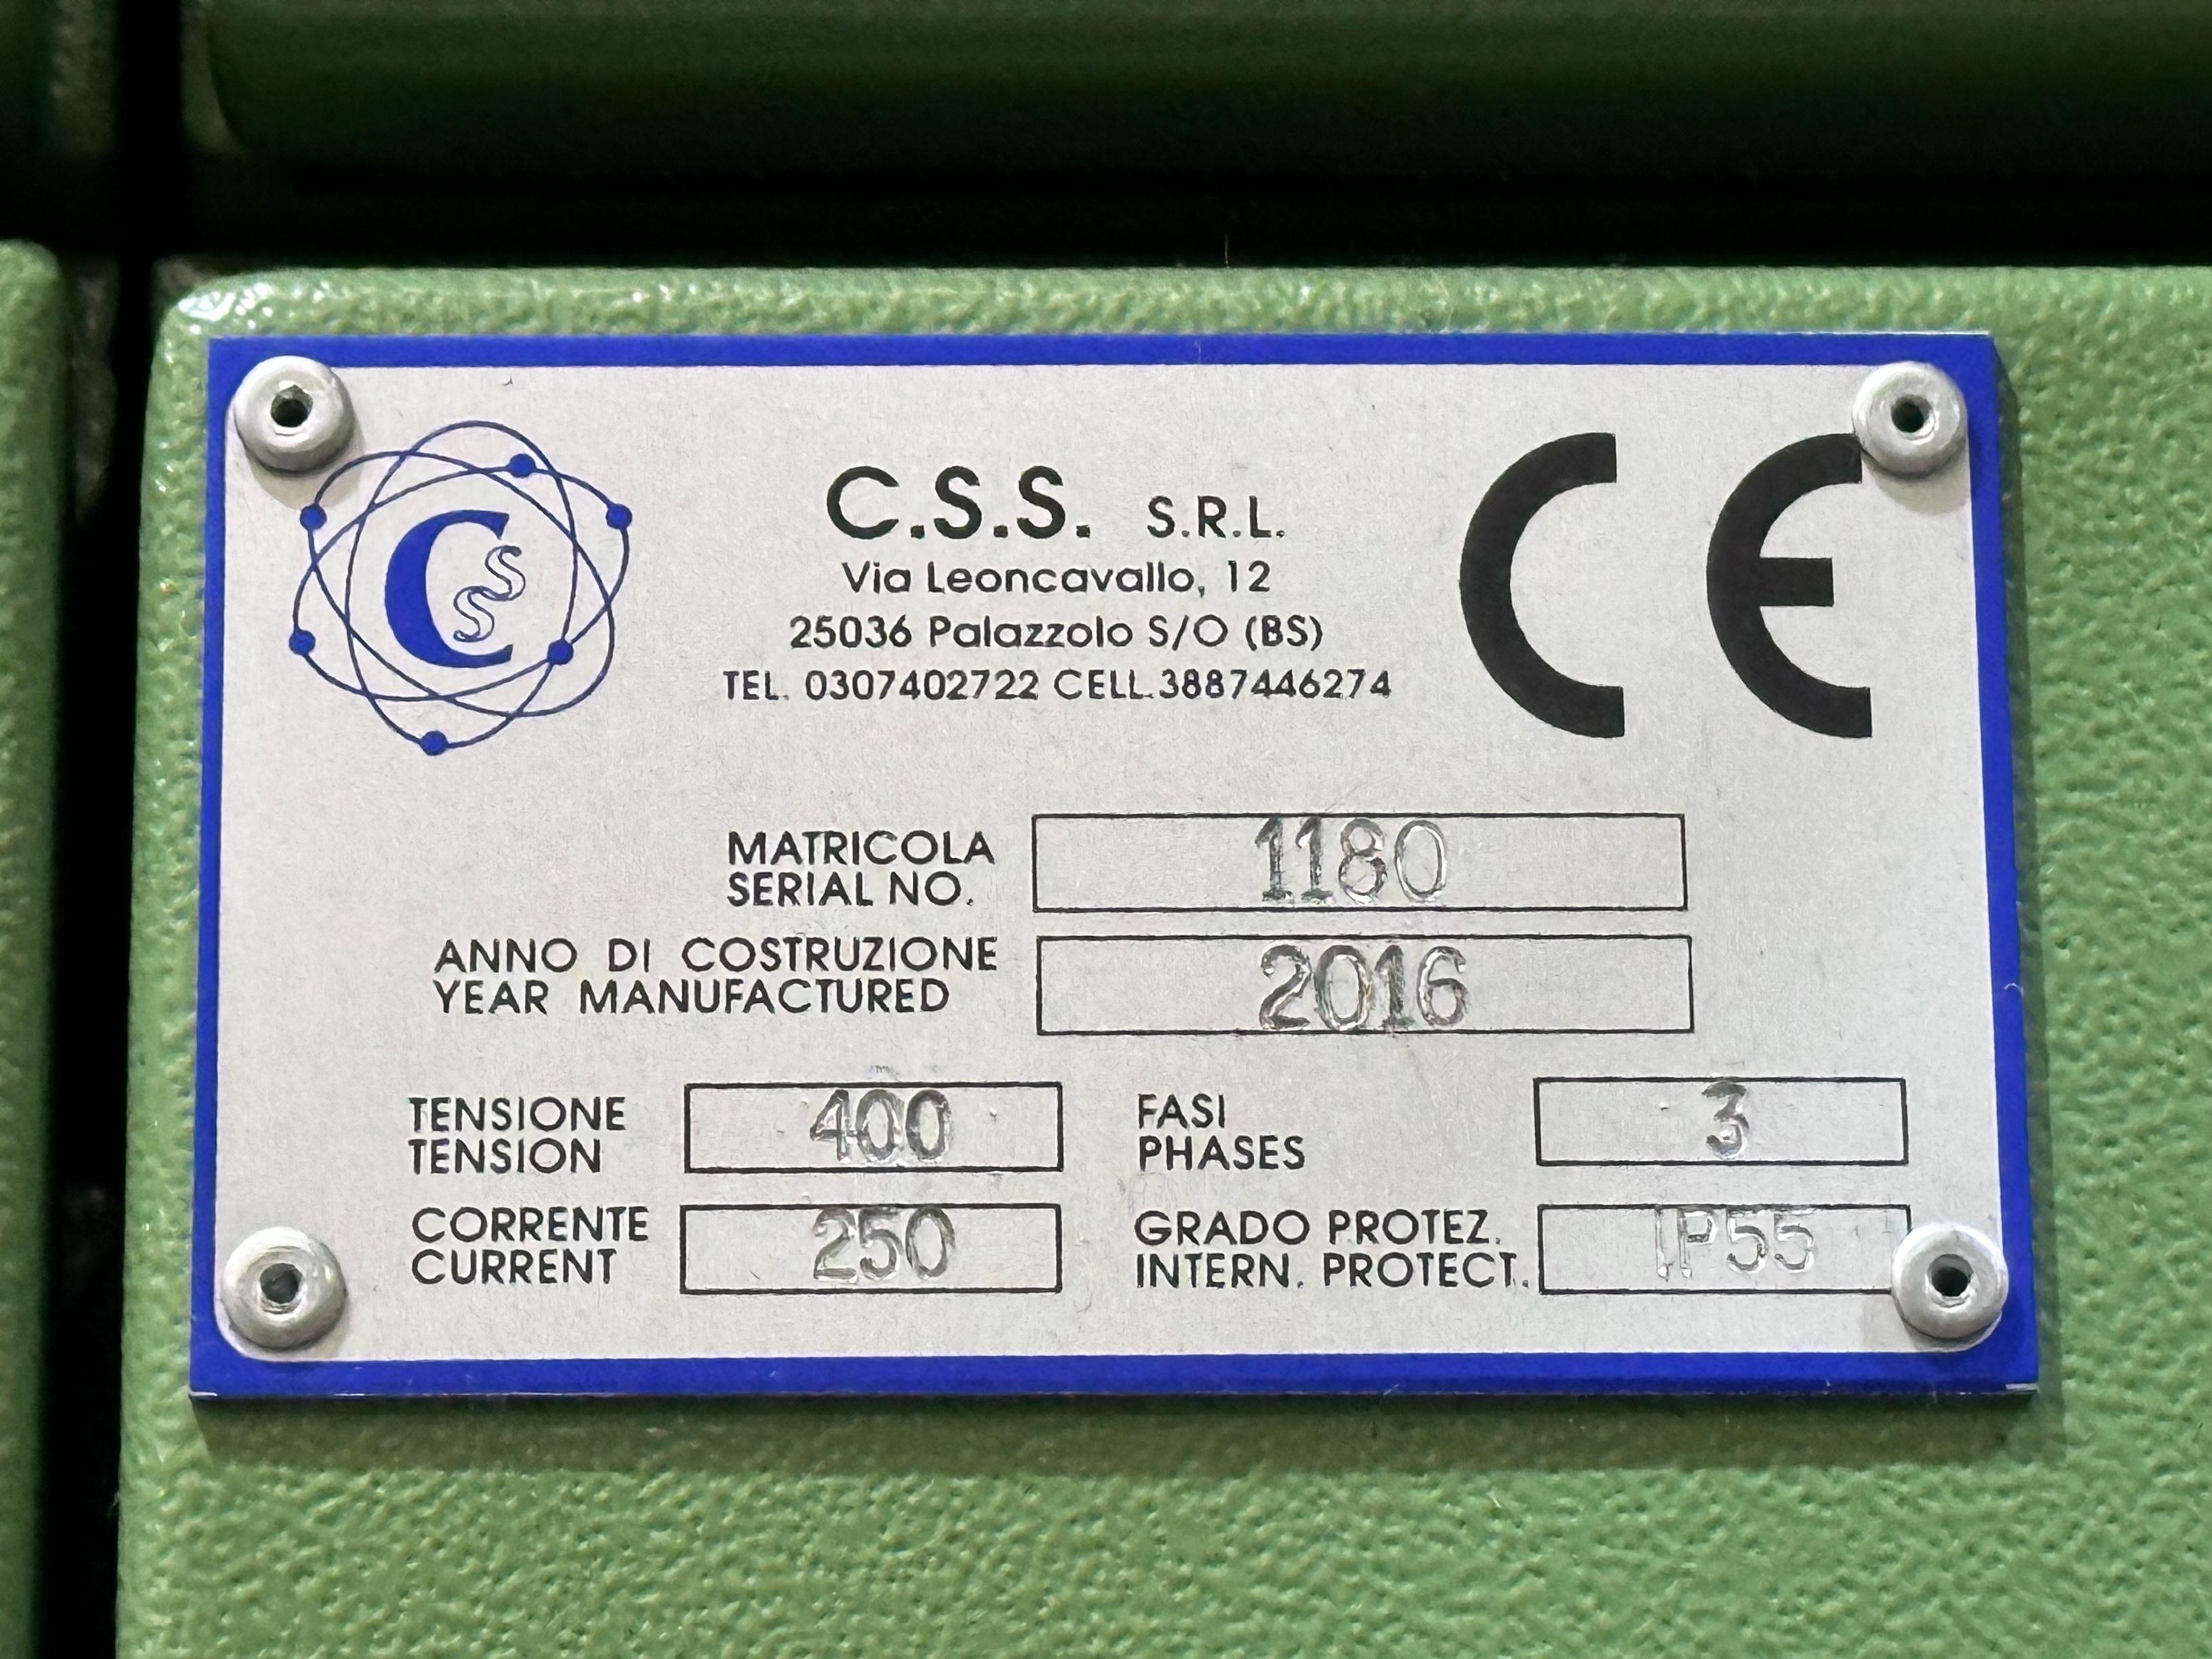 C.S.S. S.R.L.
CE
CSS
Via Leoncavallo, 12
25036 Palazzolo S/O (BS)
TEL. 0307402722 CELL.3887446274
MATRICOLA
SERIAL NO.
1180
ANNO DI COSTRUZIONE
YEAR MANUFACTURED
2016
TENSIONE
TENSION
400
FASI
PHASES
3
CORRENTE
CURRENT
250
GRADO PROTEZ.
INTERN. PROTECT.
IP55